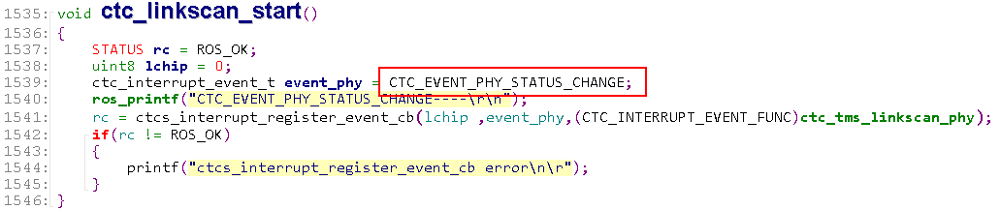 1535: void ctc_linkscan_start()
1536: {
1537: STATUS rc = ROS_OK;
1538: uint8 lchip = 0;
1539: ctc_interrupt_event_t event_phy = CTC_EVENT_PHY_STATUS_CHANGE;
1540: ros_printf("CTC_EVENT_PHY_STATUS_CHANGE----\r\n");
1541: rc = ctcs_interrupt_register_event_cb(lchip ,event_phy,(CTC_INTERRUPT_EVENT_FUNC)ctc_tms_linkscan_phy);
1542: if(rc != ROS_OK)
1543: {
1544: printf("ctcs_interrupt_register_event_cb error\n\r");
1545: }
1546: }